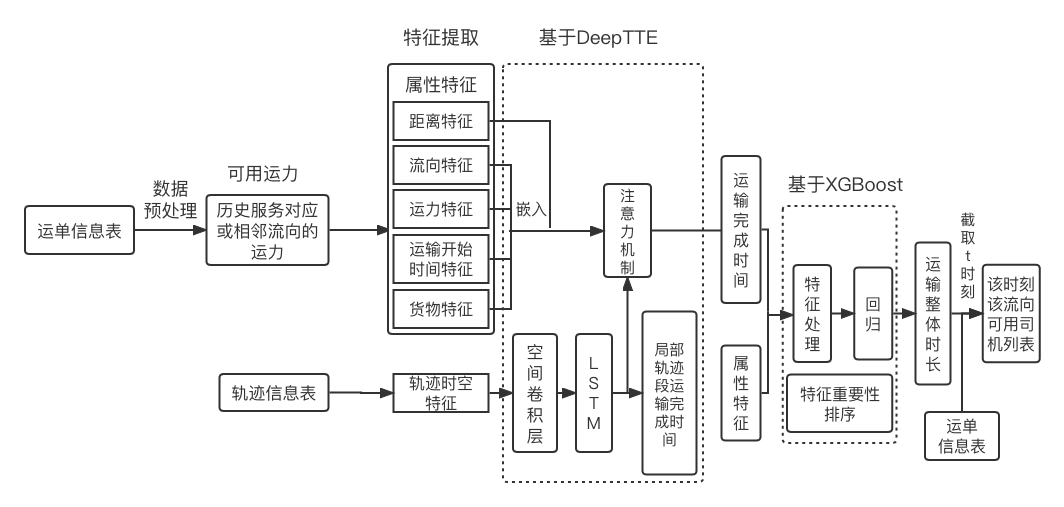 特征提取
基于DeepTTE
属性特征
距离特征
流向特征
运力特征
运输开始
时间特征
货物特征
嵌入
数据
预处理
可用运力
运单信息表
历史服务对应
或相邻流向的
运力
注
意
力
机
制
运
输
完
成
时
间
基于XGBoost
特
征
处
理
回
归
特征重要性
排序
运
输
整
体
时
长
截
取
t
时
刻
该时刻
该流向
可用司
机列表
运单
信息表
轨迹信息表
轨迹时空
特征
空
间
卷
积
层
L
S
T
M
局部
轨迹
段运
输完
成时
间
属
性
特
征